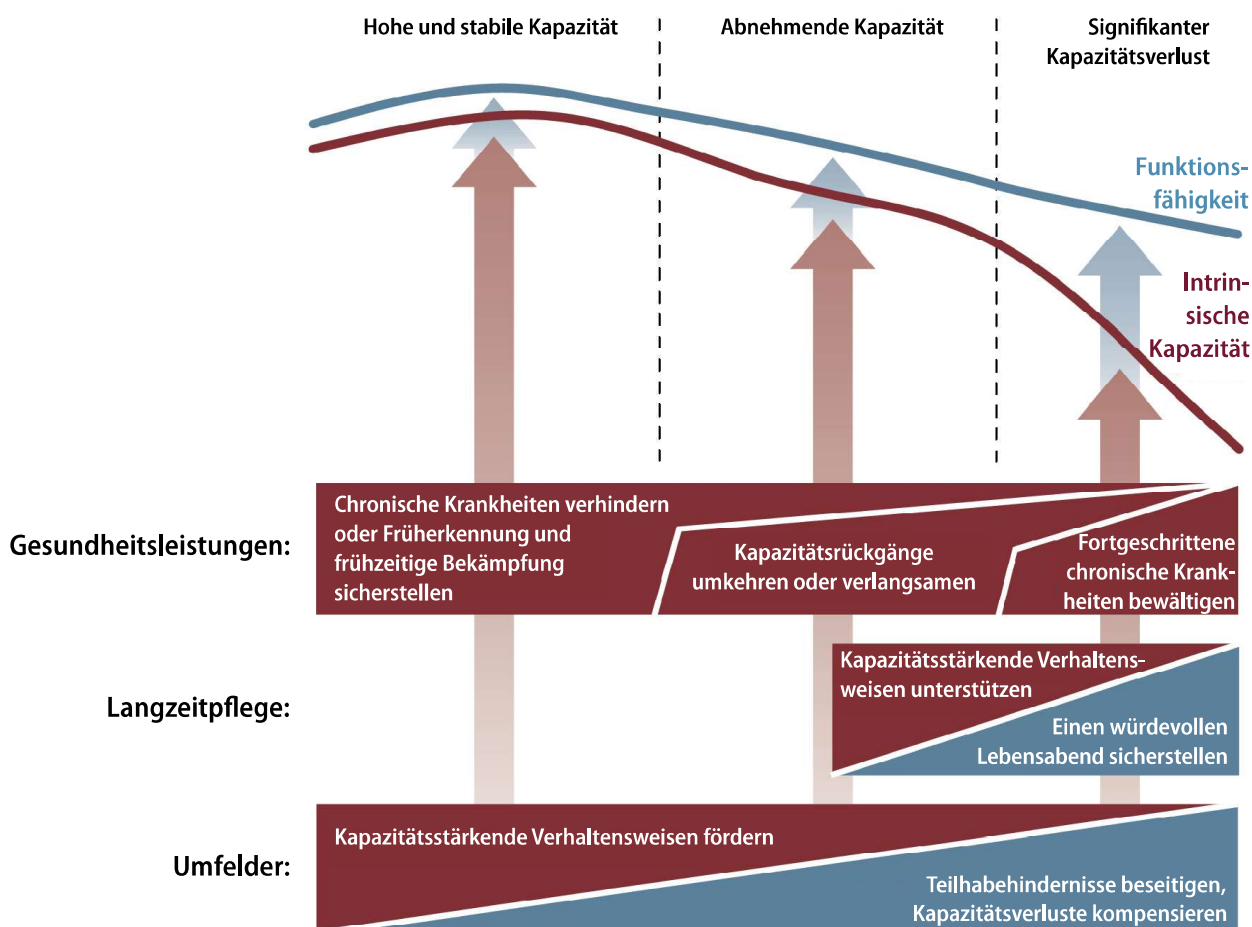 Hohe und stabile Kapazität
Abnehmende Kapazität
Signifikanter
Kapazitätsverlust
Funktions-
fähigkeit
Intrin-
sische
Kapazität
Gesundheitsleistungen:
Chronische Krankheiten verhindern
oder Früherkennung und
frühzeitige Bekämpfung
sicherstellen
Kapazitätsrückgänge
umkehren oder verlangsamen
Fortgeschrittene
chronische Krank-
heiten bewältigen
Langzeitpflege:
Kapazitätsstärkende Verhaltens-
weisen unterstützen
Einen würdevollen
Lebensabend sicherstellen
Umfelder:
Kapazitätsstärkende Verhaltensweisen fördern
Teilhabehindernisse beseitigen,
Kapazitätsverluste kompensieren